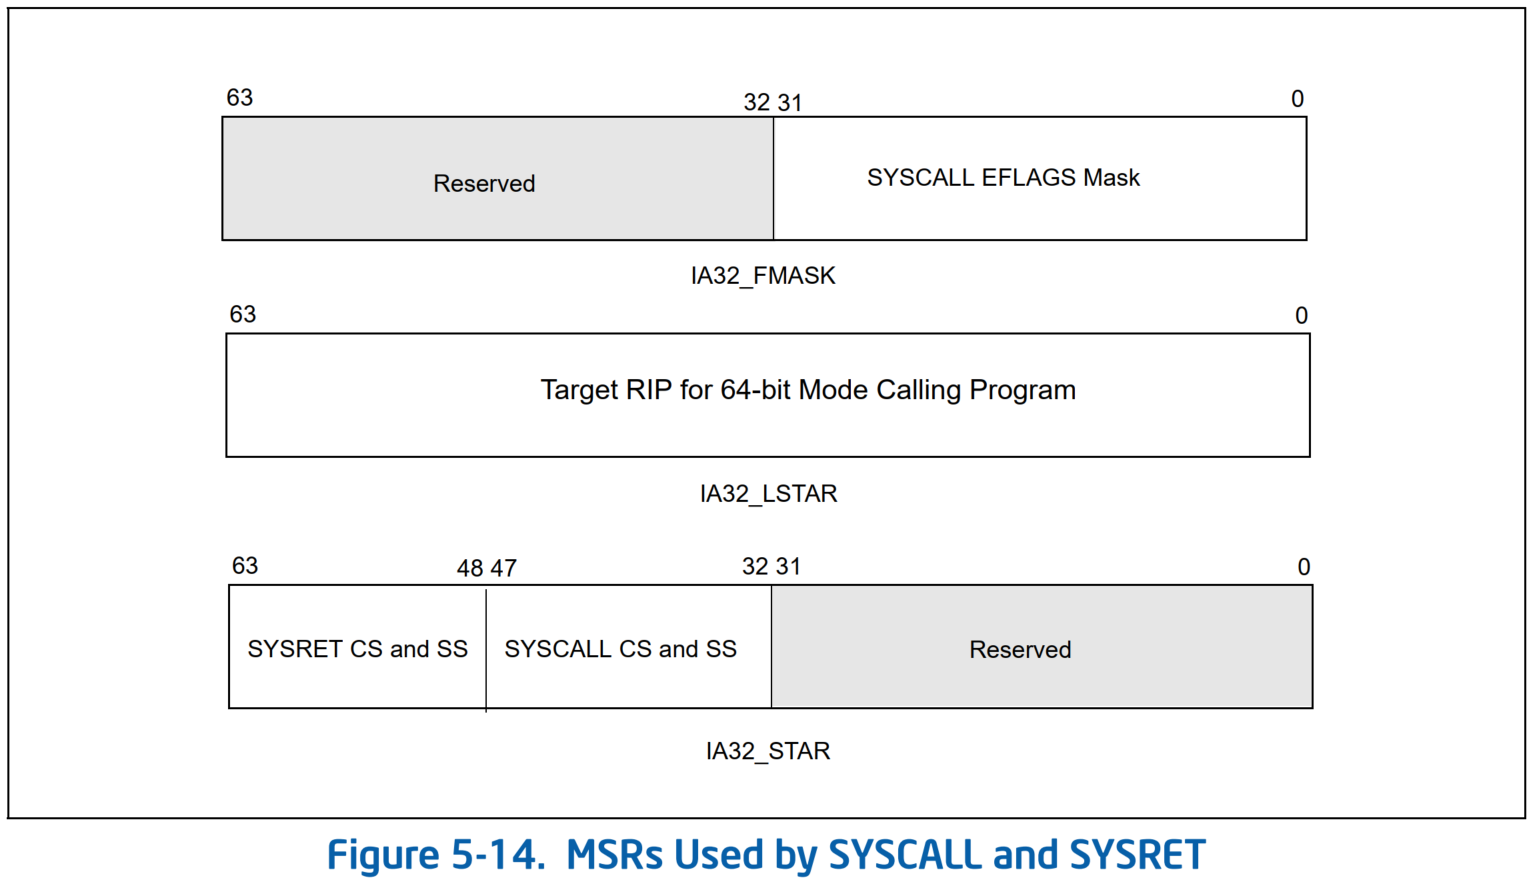 63 32 31 0
Reserved SYSCALL EFLAGS Mask
IA32_FMASK
63 0
Target RIP for 64-bit Mode Calling Program
IA32_LSTAR
63 48 47 32 31 0
SYSRET CS and SS SYSCALL CS and SS Reserved
IA32_STAR
Figure 5-14. MSRs Used by SYSCALL and SYSRET